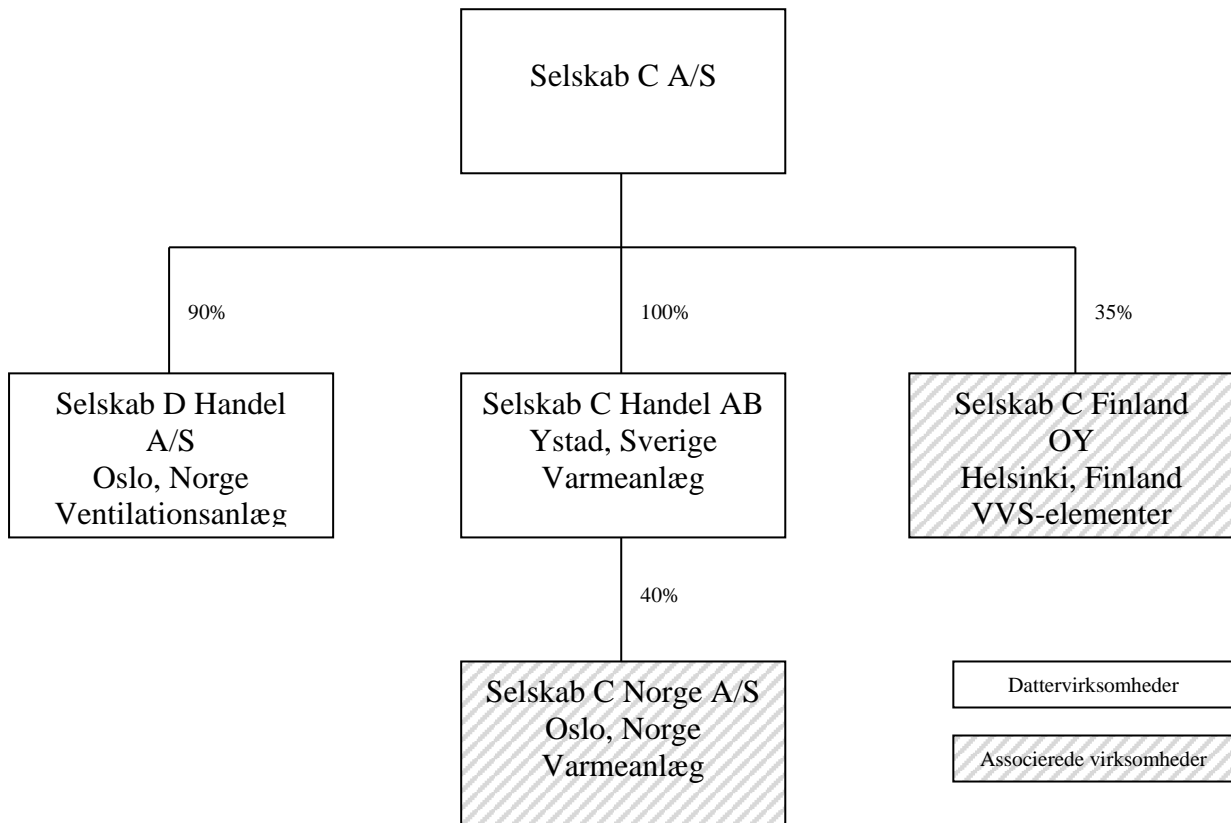 Selskab C A/S
90%
100%
35%
Selskab D Handel
A/S
Oslo, Norge
Ventilationsanlæg
Selskab C Handel AB
Ystad, Sverige
Varmeanlæg
Selskab C Finland
OY
Helsinki, Finland
VVS-elementer
40%
Selskab C Norge A/S
Oslo, Norge
Varmeanlæg
Dattervirksomheder
Associerede virksomheder